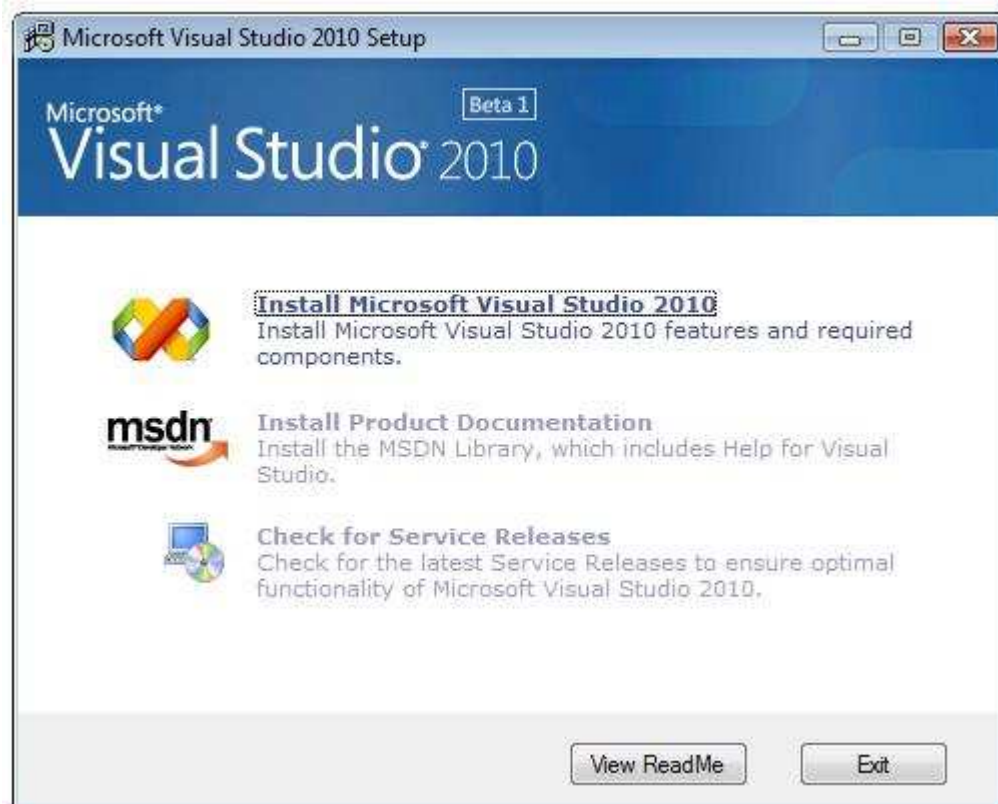 Microsoft Visual Studio 2010 Setup
Beta 1
Microsoft®
Visual Studio® 2010
Install Microsoft Visual Studio 2010
Install Microsoft Visual Studio 2010 features and required
components.
msdn
Install Product Documentation
Install the MSDN Library, which includes Help for Visual
Studio.
Check for Service Releases
Check for the latest Service Releases to ensure optimal
functionality of Microsoft Visual Studio 2010.
View ReadMe
Exit